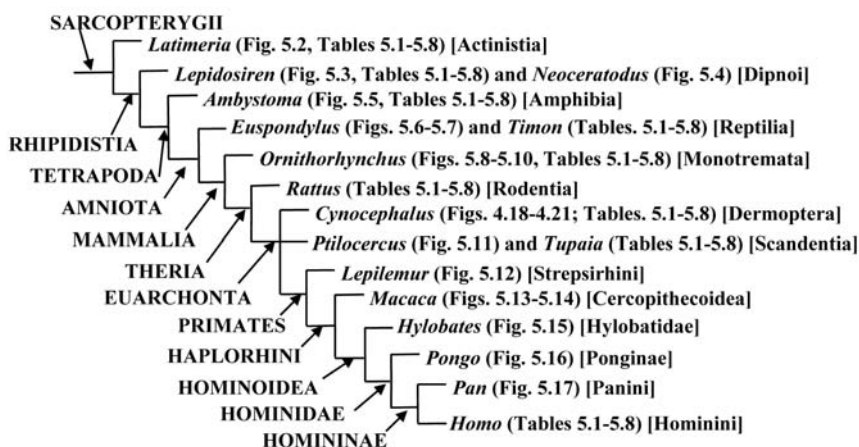 SARCOPTERYGII
Latimeria (Fig. 5.2, Tables 5.1-5.8) [Actinistia]
Lepidosiren (Fig. 5.3, Tables 5.1-5.8) and Neoceratodus (Fig. 5.4) [Dipnoi]
Ambystoma (Fig. 5.5, Tables 5.1-5.8) [Amphibia]
Euspondylus (Figs. 5.6-5.7) and Timon (Tables. 5.1-5.8) [Reptilia]
RHIPIDISTIA
Ornithorhynchus (Figs. 5.8-5.10, Tables 5.1-5.8) [Monotremata]
TETRAPODA
Rattus (Tables 5.1-5.8) [Rodentia]
AMNIOTA
Cynocephalus (Figs. 4.18-4.21; Tables. 5.1-5.8) [Dermoptera]
MAMMALIA
Ptilocercus (Fig. 5.11) and Tupaia (Tables 5.1-5.8) [Scandentia]
THERIA
Lepilemur (Fig. 5.12) [Strepsirhini]
EUARCHONTA
Macaca (Figs. 5.13-5.14) [Cercopithecoidea]
PRIMATES
Hylobates (Fig. 5.15) [Hylobatidae]
HAPLORHINI
Pongo (Fig. 5.16) [Ponginae]
HOMINOIDEA
Pan (Fig. 5.17) [Panini]
HOMINIDAE
Homo (Tables 5.1-5.8) [Hominini]
HOMININAE